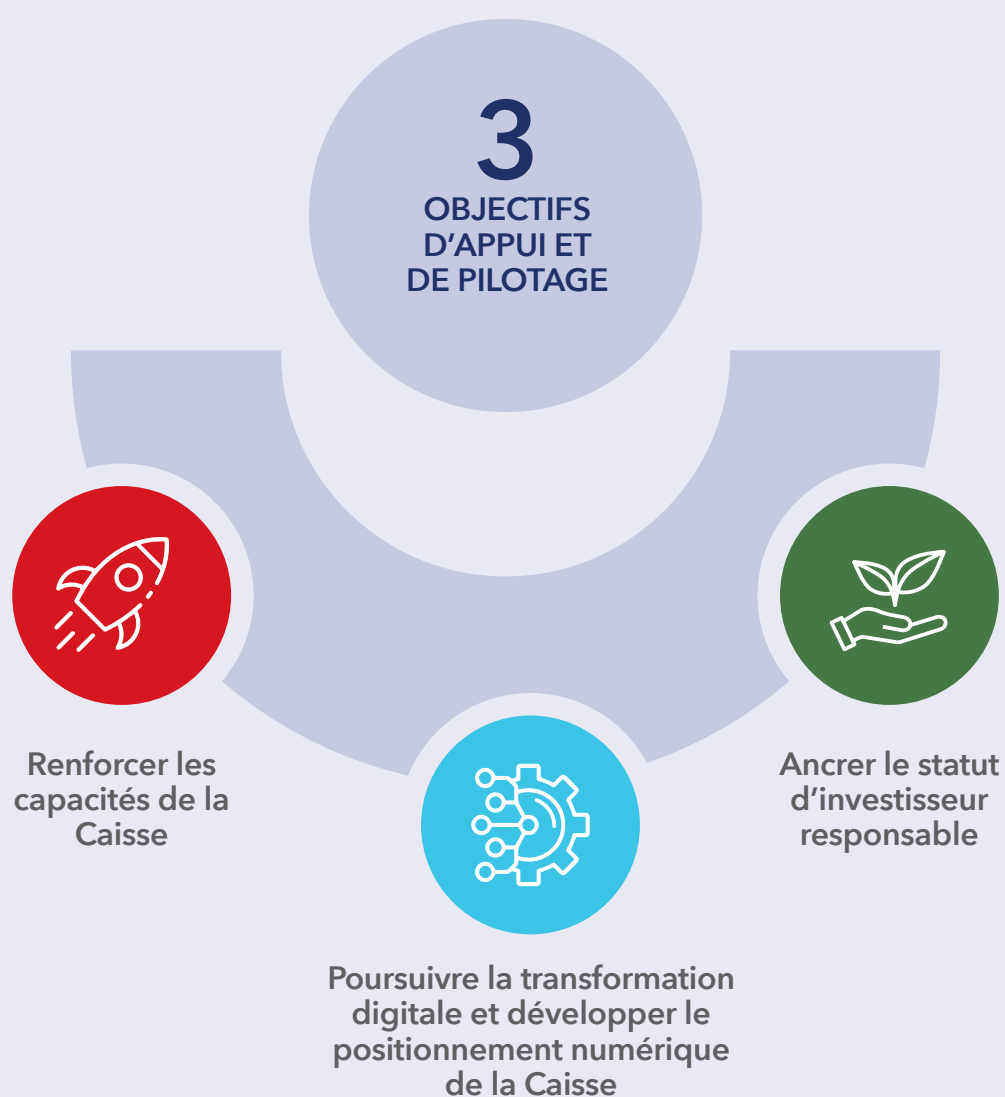 3
OBJECTIFS
D'APPUI ET
DE PILOTAGE
Renforcer les
capacités de la
Caisse
Poursuivre la transformation
digitale et développer le
positionnement numérique
de la Caisse
Ancrer le statut
d'investisseur
responsable